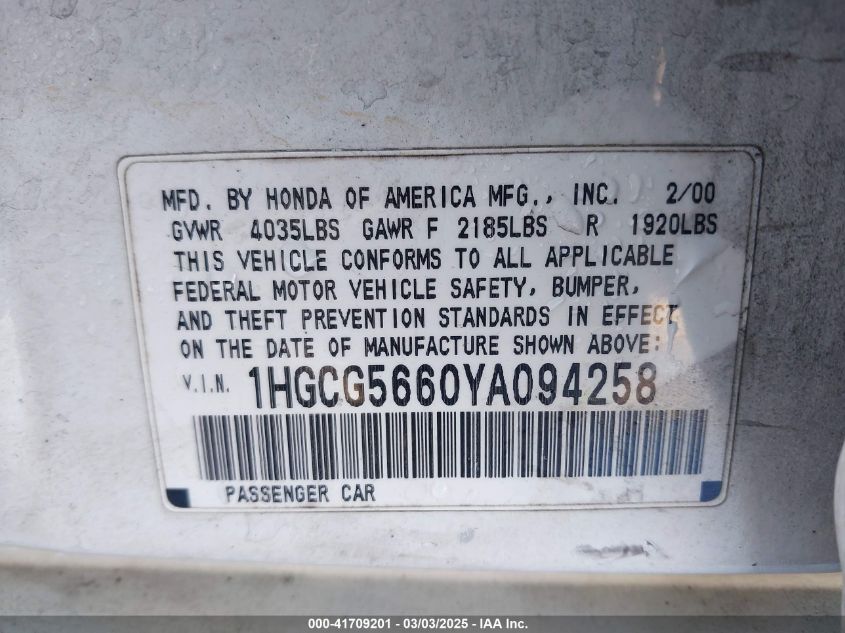 MFD. BY HONDA OF AMERICA MFG., INC. 2/00
GVWR 4035LBS GAWR F 2185LBS R 1920LBS
THIS VEHICLE CONFORMS TO ALL APPLICABLE
FEDERAL MOTOR VEHICLE SAFETY, BUMPER,
AND THEFT PREVENTION STANDARDS IN EFFECT
ON THE DATE OF MANUFACTURE SHOWN ABOVE:
V.I.N. 1HGCG5660YA094258
PASSENGER CAR
000-41709201 - 03/03/2025 - IAA Inc.